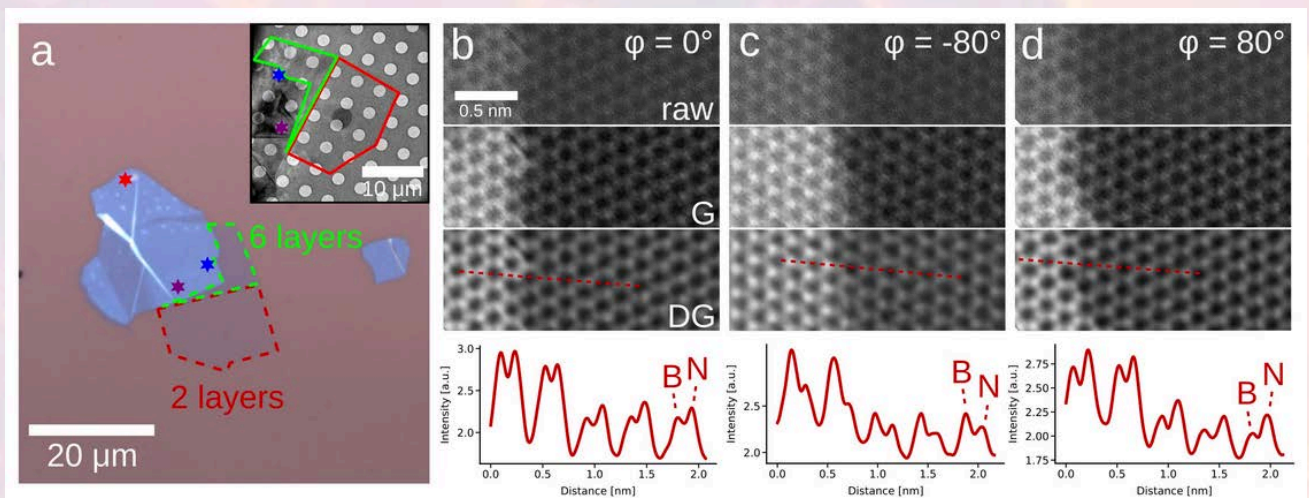 a
10 μm
6 layers
2 layers
20 μm
b
φ = 0°
0.5 nm
raw
G
DG
c
φ = -80°
d
φ = 80°
3.0
2.5
2.0
Intensity [a.u.]
B
N
0.0 0.5 1.0 1.5 2.0
Distance [nm]
2.5
2.0
Intensity [a.u.]
B
N
0.0 0.5 1.0 1.5 2.0
Distance [nm]
2.75
2.50
2.25
2.00
1.75
Intensity [a.u.]
B
N
0.0 0.5 1.0 1.5 2.0
Distance [nm]